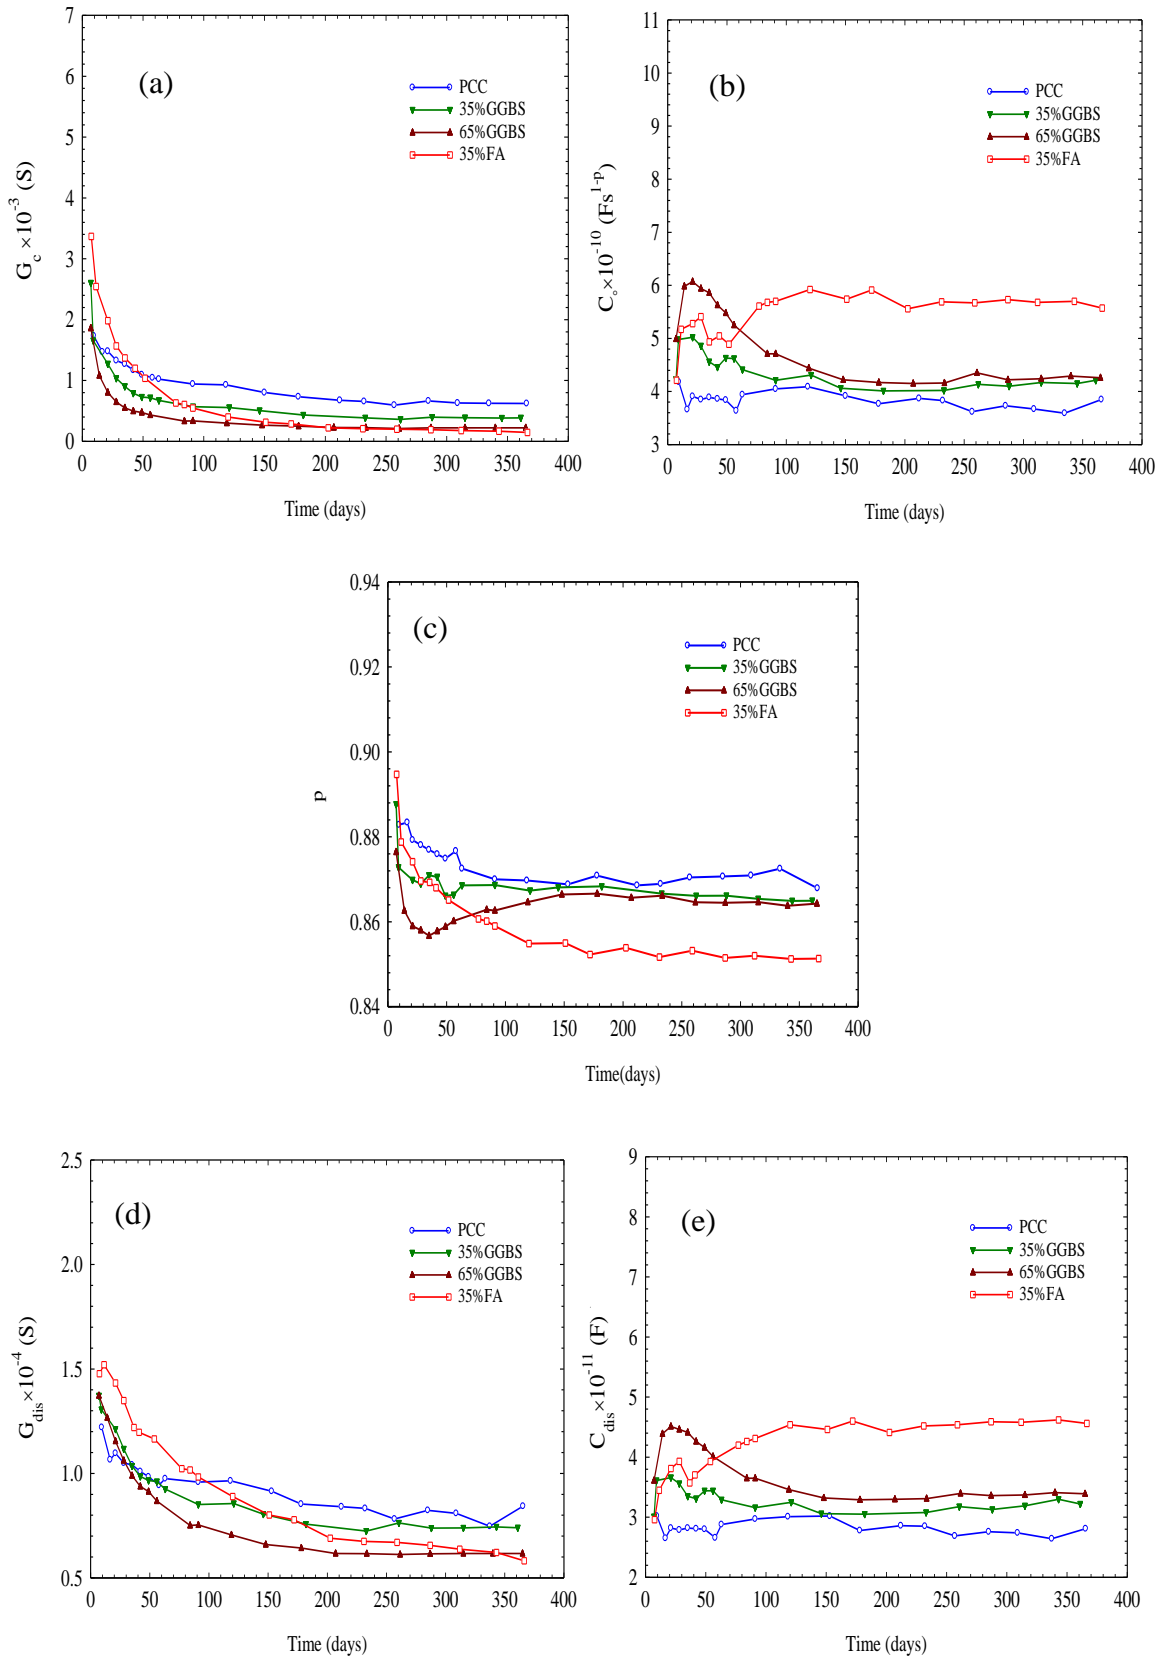 (a)
PCC
35%GGBS
65%GGBS
35%FA
7
6
5
4
3
2
1
0
G_c ×10^-3 (S)
0 50 100 150 200 250 300 350 400
Time (days)
(b)
PCC
35%GGBS
65%GGBS
35%FA
11
10
9
8
7
6
5
4
3
C_o×10^-10 (Fs^1-p)
0 50 100 150 200 250 300 350 400
Time (days)
(c)
PCC
35%GGBS
65%GGBS
35%FA
0.94
0.92
0.90
0.88
0.86
0.84
p
0 50 100 150 200 250 300 350 400
Time(days)
(d)
PCC
35%GGBS
65%GGBS
35%FA
2.5
2.0
1.5
1.0
0.5
G_dis×10^-4 (S)
0 50 100 150 200 250 300 350 400
Time (days)
(e)
PCC
35%GGBS
65%GGBS
35%FA
9
8
7
6
5
4
3
2
C_dis×10^-11 (F)
0 50 100 150 200 250 300 350 400
Time (days)